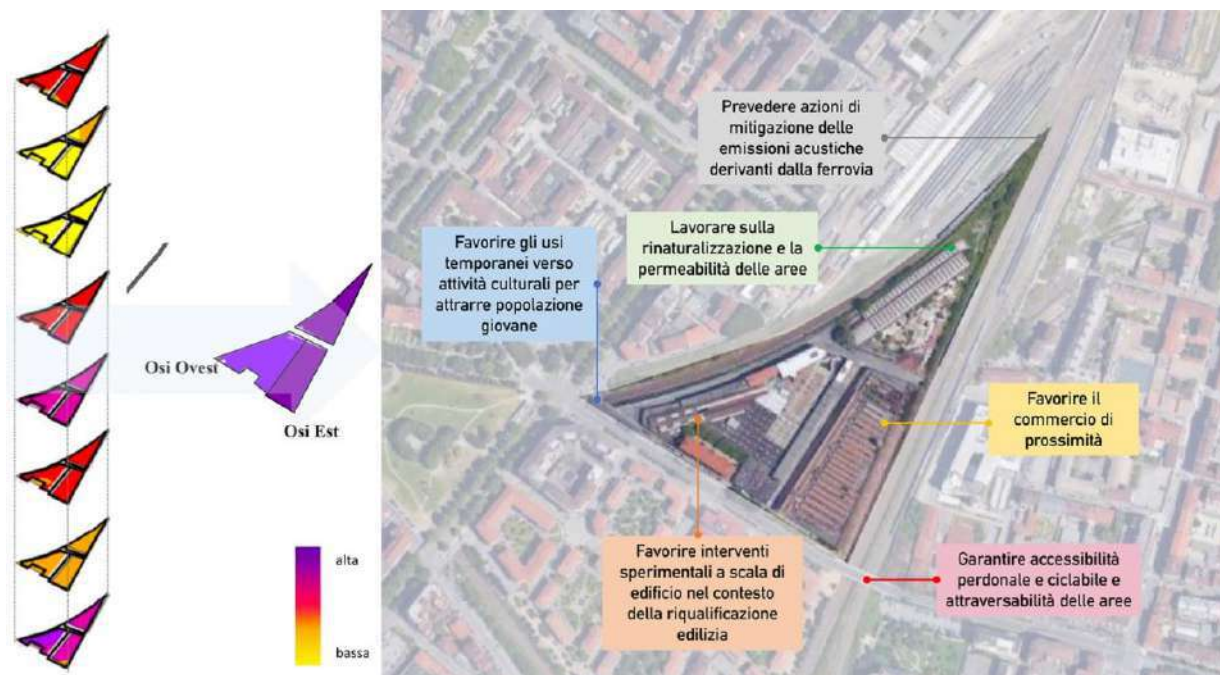 Osi Ovest
Osi Est
alta
bassa
Prevedere azioni di
mitigazione delle
emissioni acustiche
derivanti dalla ferrovia
Lavorare sulla
rinaturalizzazione e la
permeabilità delle aree
Favorire gli usi
temporanei verso
attività culturali per
attrarre popolazione
giovane
Favorire il
commercio di
prossimità
Favorire interventi
sperimentali a scala di
edificio nel contesto
della riqualificazione
edilizia
Garantire accessibilità
perdonale e ciclabile e
attraversabilità delle aree